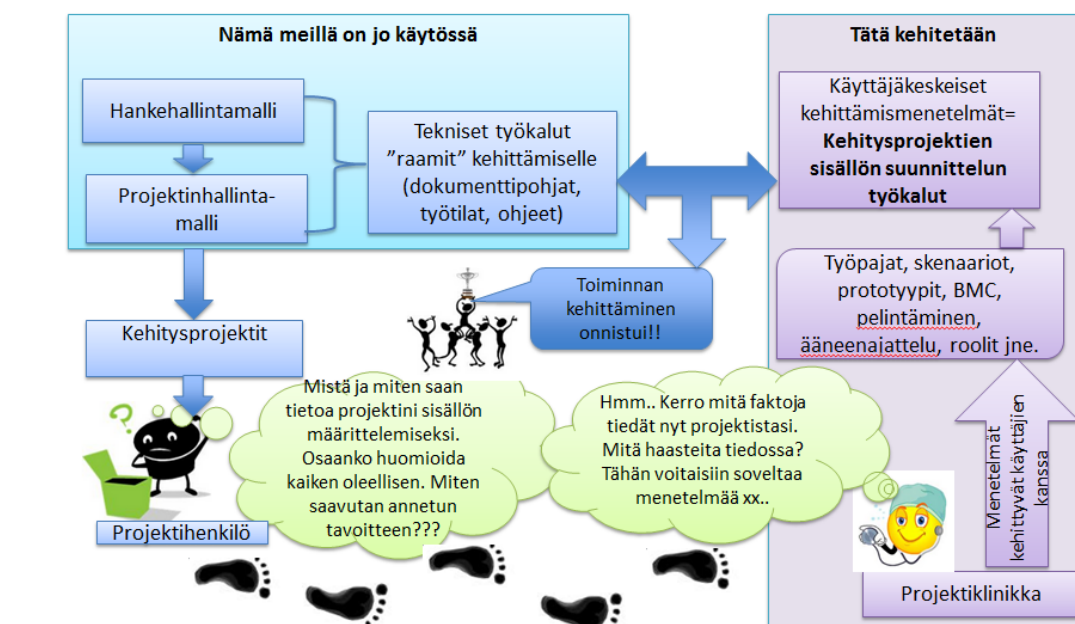 Nämä meillä on jo käytössä
Hankehallintamalli
Projektinhallinta-
malli
Tekniset työkalut
”raamit” kehittämiselle
(dokumenttipohjat,
työtilat, ohjeet)
Kehitysprojektit
Toiminnan
kehittäminen
onnistui!!
Mistä ja miten saan
tietoa projektini sisällön
määrittelemiseksi.
Osaanko huomioida
kaiken oleellisen. Miten
saavutan annetun
tavoitteen???
Projektihenkilö
Hmm.. Kerro mitä faktoja
tiedät nyt projektistasi.
Mitä haasteita tiedossa?
Tähän voitaisiin soveltaa
menetelmää xx..
Tätä kehitetään
Käyttäjäkeskeiset
kehittämismenetelmät=
Kehitysprojektien
sisällön suunnittelun
työkalut
Työpajat, skenaariot,
prototyypit, BMC,
pelintäminen,
ääneenajattelu, roolit jne.
Menetelmät
kehittyvät käyttäjien
kanssa
Projektiklinikka